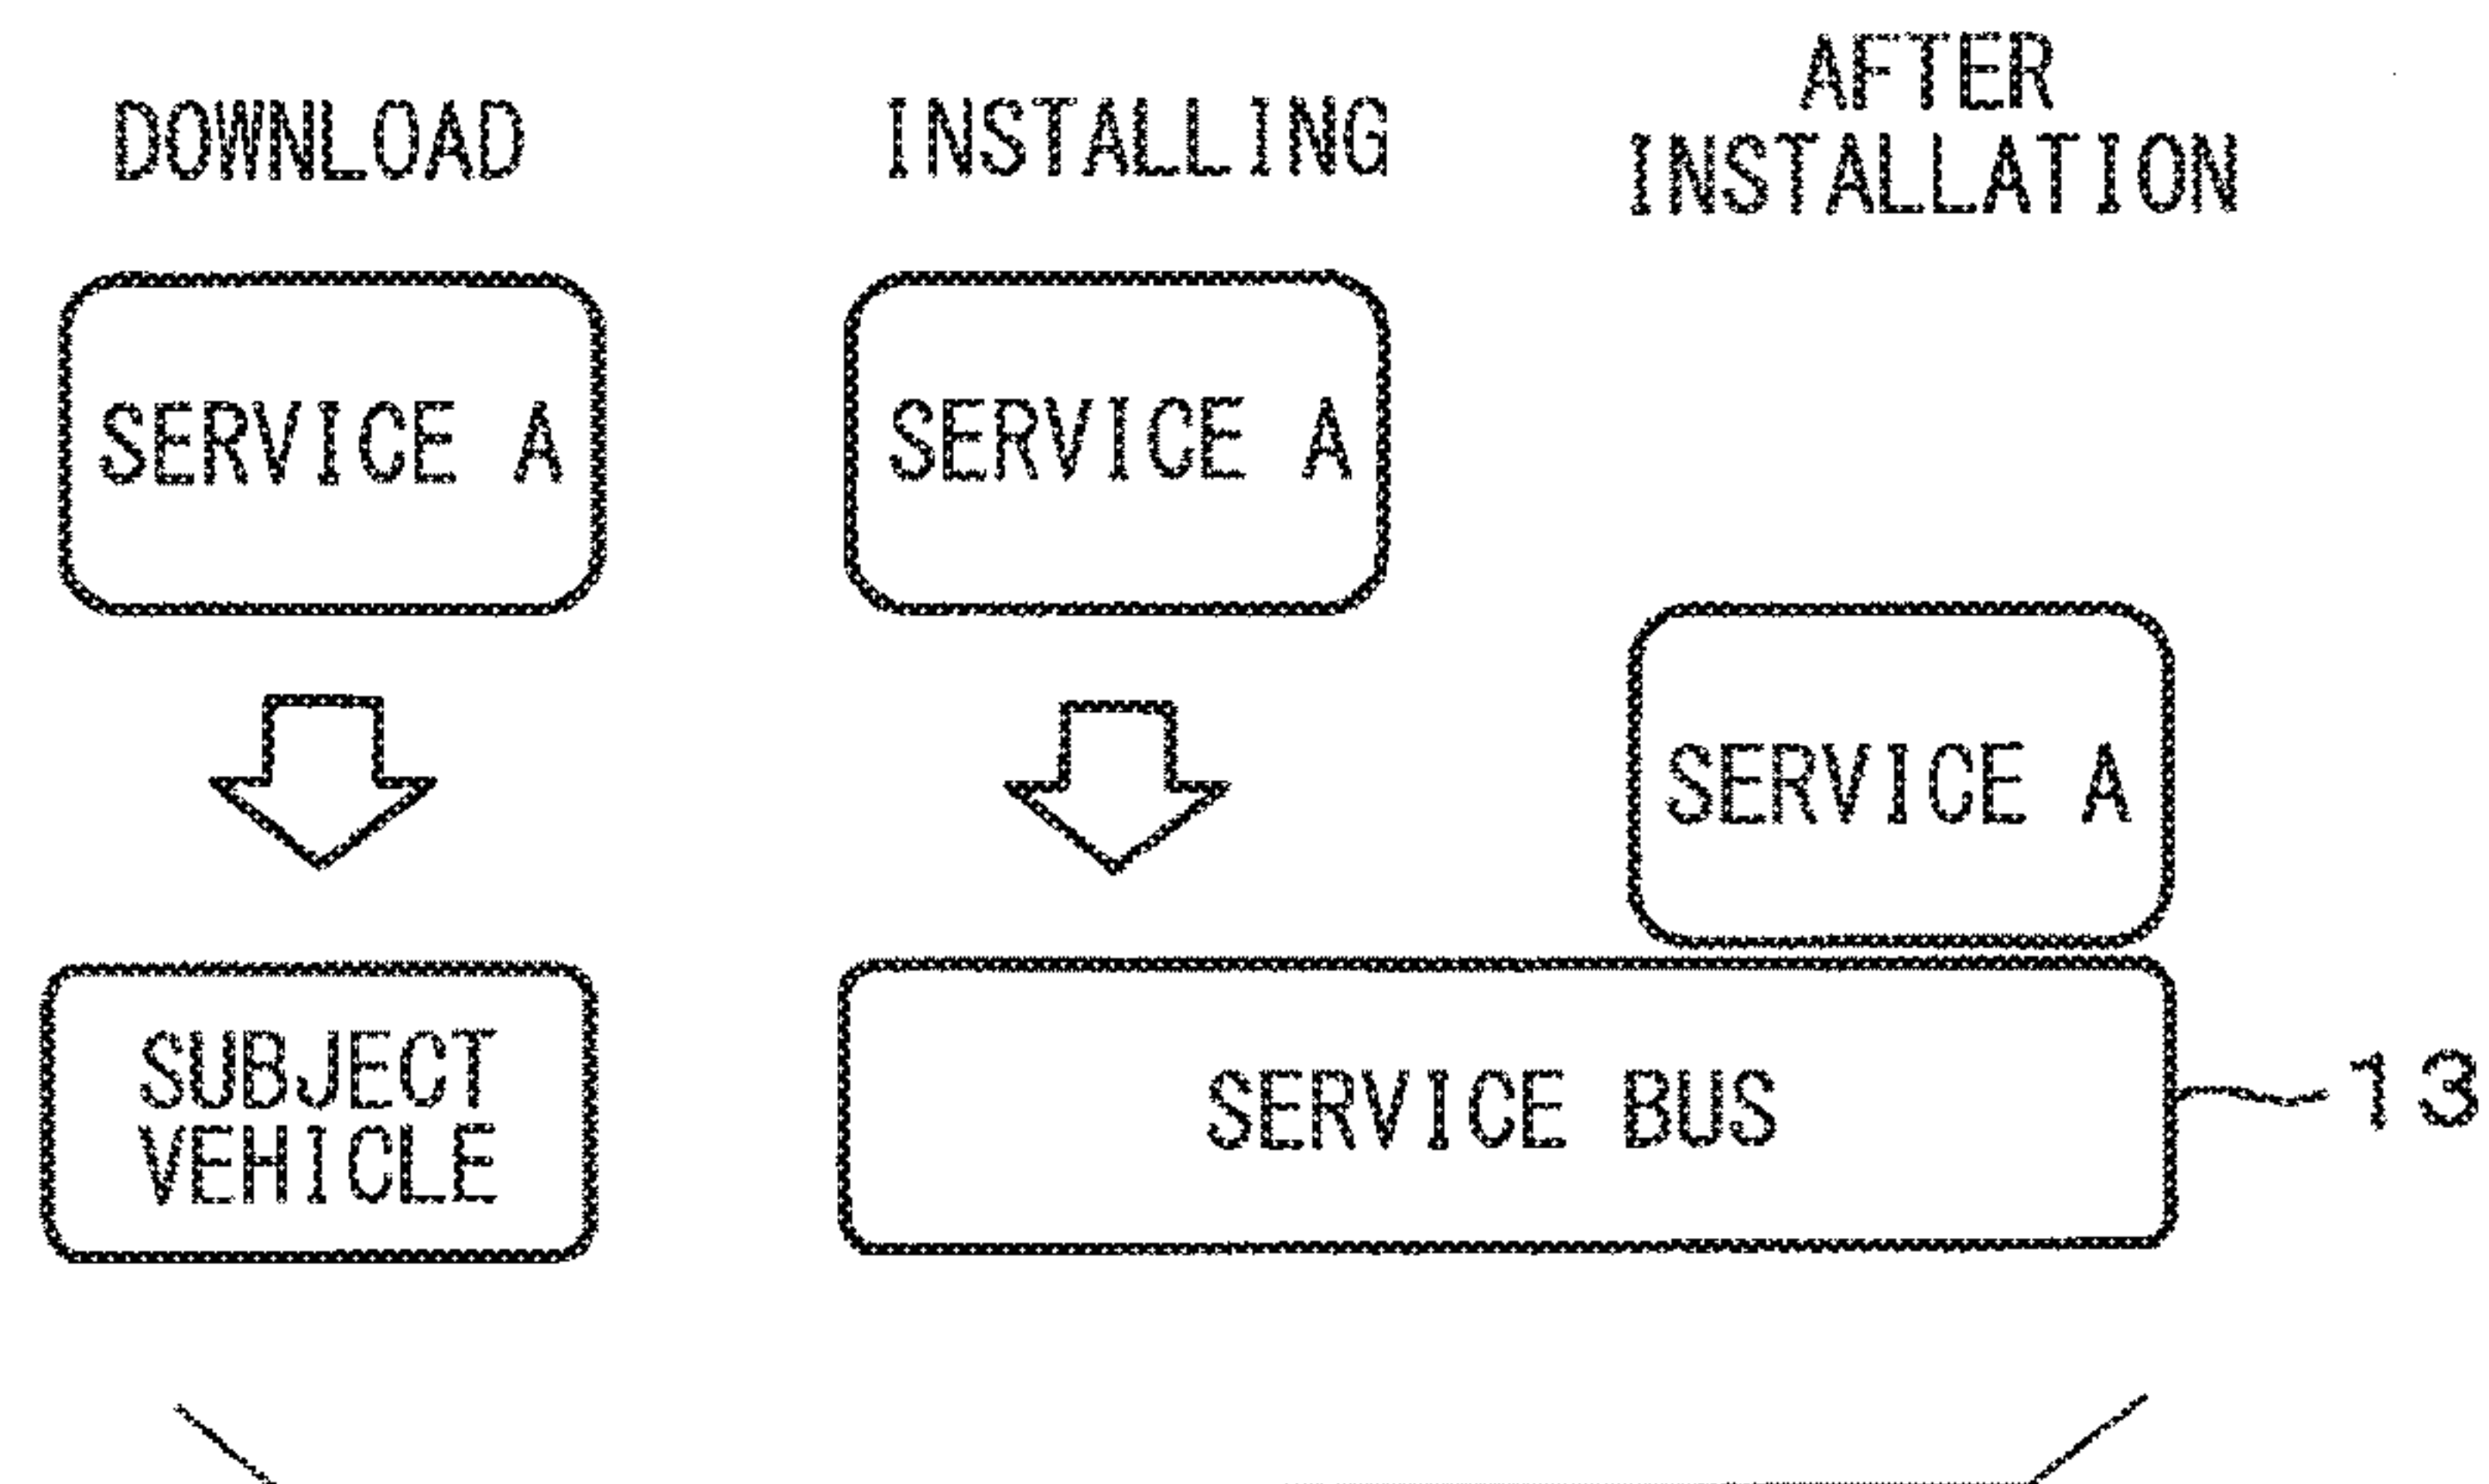 DOWNLOAD
INSTALLING
AFTER
INSTALLATION
SERVICE A
SERVICE A
SERVICE A
SUBJECT
VEHICLE
SERVICE BUS
13